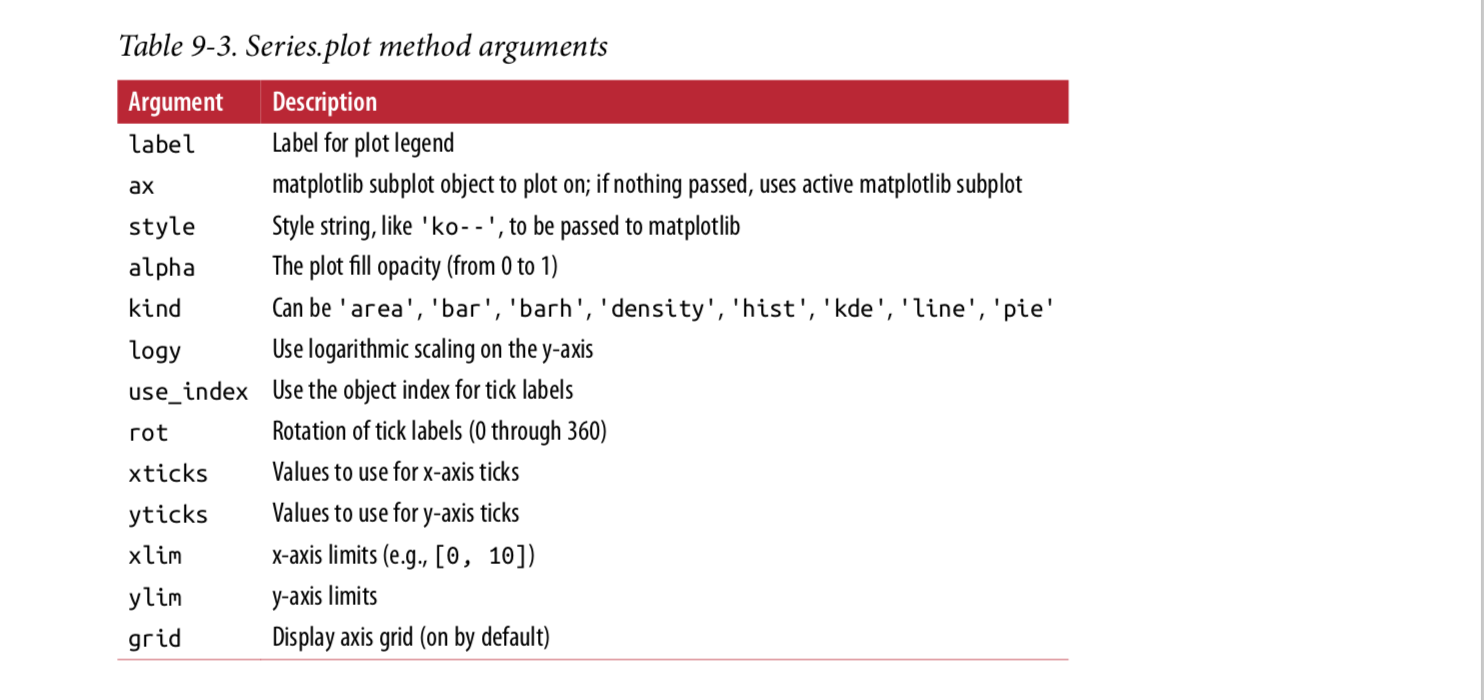 Table 9-3. Series.plot method arguments
Argument Description
label Label for plot legend
ax matplotlib subplot object to plot on; if nothing passed, uses active matplotlib subplot
style Style string, like 'ko--', to be passed to matplotlib
alpha The plot fill opacity (from 0 to 1)
kind Can be 'area', 'bar', 'barh', 'density', 'hist', 'kde', 'line', 'pie'
logy Use logarithmic scaling on the y-axis
use_index Use the object index for tick labels
rot Rotation of tick labels (0 through 360)
xticks Values to use for x-axis ticks
yticks Values to use for y-axis ticks
xlim x-axis limits (e.g., [0, 10])
ylim y-axis limits
grid Display axis grid (on by default)